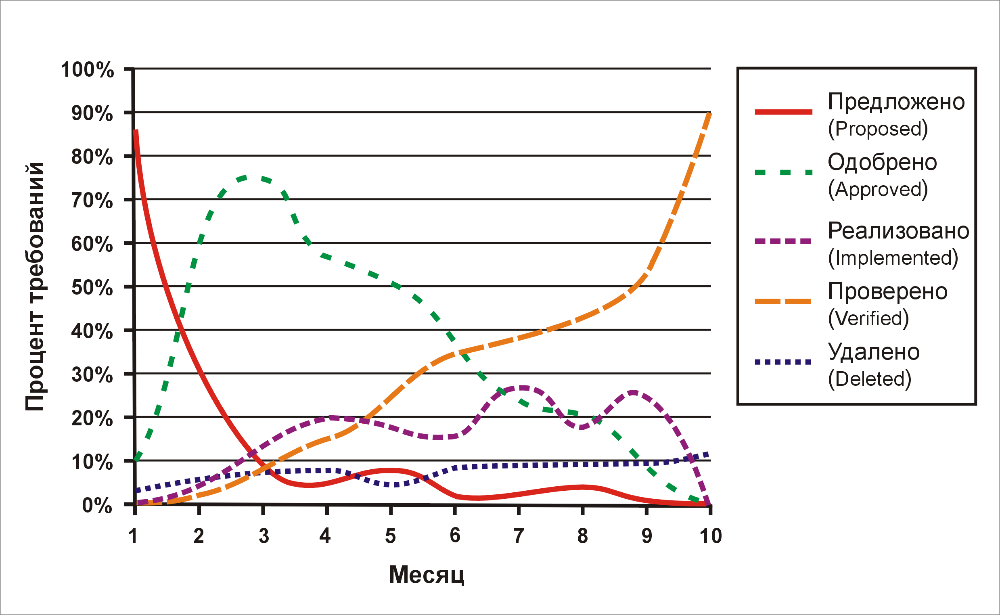 100%
90%
80%
70%
60%
50%
40%
30%
20%
10%
0%
Процент требований
1 2 3 4 5 6 7 8 9 10
Месяц
Предложено
(Proposed)
Одобрено
(Approved)
Реализовано
(Implemented)
Проверено
(Verified)
Удалено
(Deleted)